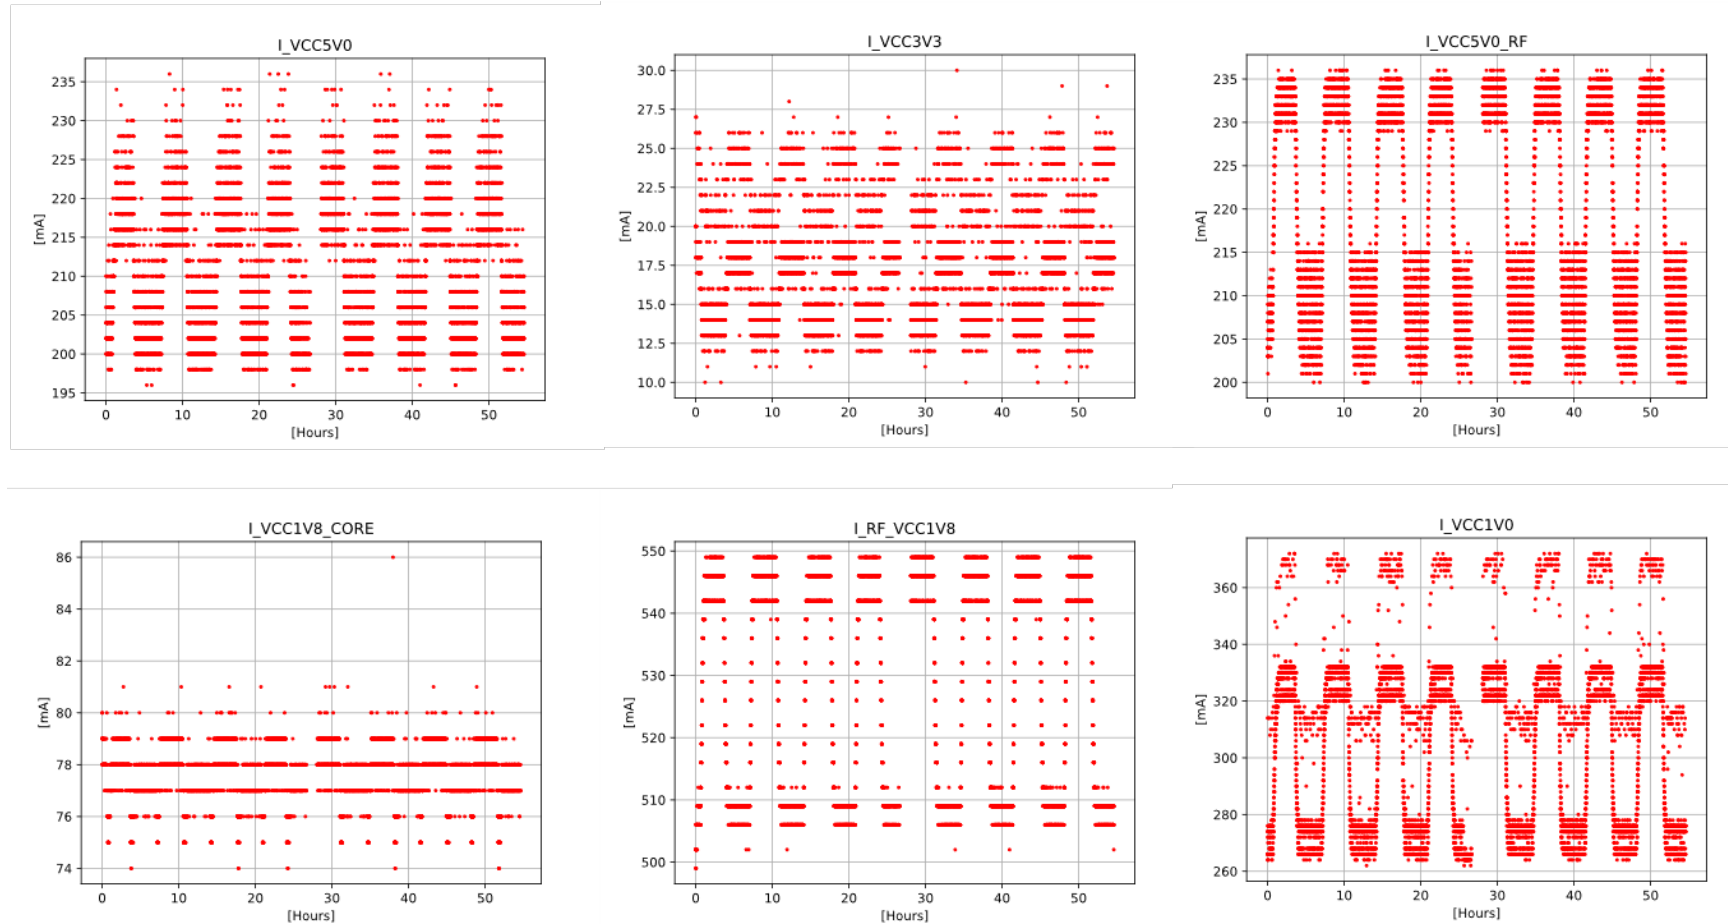 I_VCC5V0
235
230
225
220
215
210
205
200
195
[mA]
0 10 20 30 40 50
[Hours]
I_VCC3V3
30.0
27.5
25.0
22.5
20.0
17.5
15.0
12.5
10.0
[mA]
0 10 20 30 40 50
[Hours]
I_VCC5V0_RF
235
230
225
220
215
210
205
200
[mA]
0 10 20 30 40 50
[Hours]
I_VCC1V8_CORE
86
84
82
80
78
76
74
[mA]
0 10 20 30 40 50
[Hours]
I_RF_VCC1V8
550
540
530
520
510
500
[mA]
0 10 20 30 40 50
[Hours]
I_VCC1V0
360
340
320
300
280
260
[mA]
0 10 20 30 40 50
[Hours]